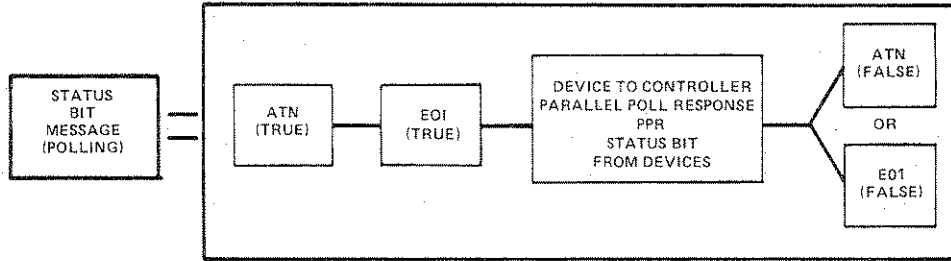 STATUS
BIT
MESSAGE
(POLLING)
=
ATN
(TRUE)
EOI
(TRUE)
DEVICE TO CONTROLLER
PARALLEL POLL RESPONSE
PPR
STATUS BIT
FROM DEVICES
ATN
(FALSE)
OR
E01
(FALSE)